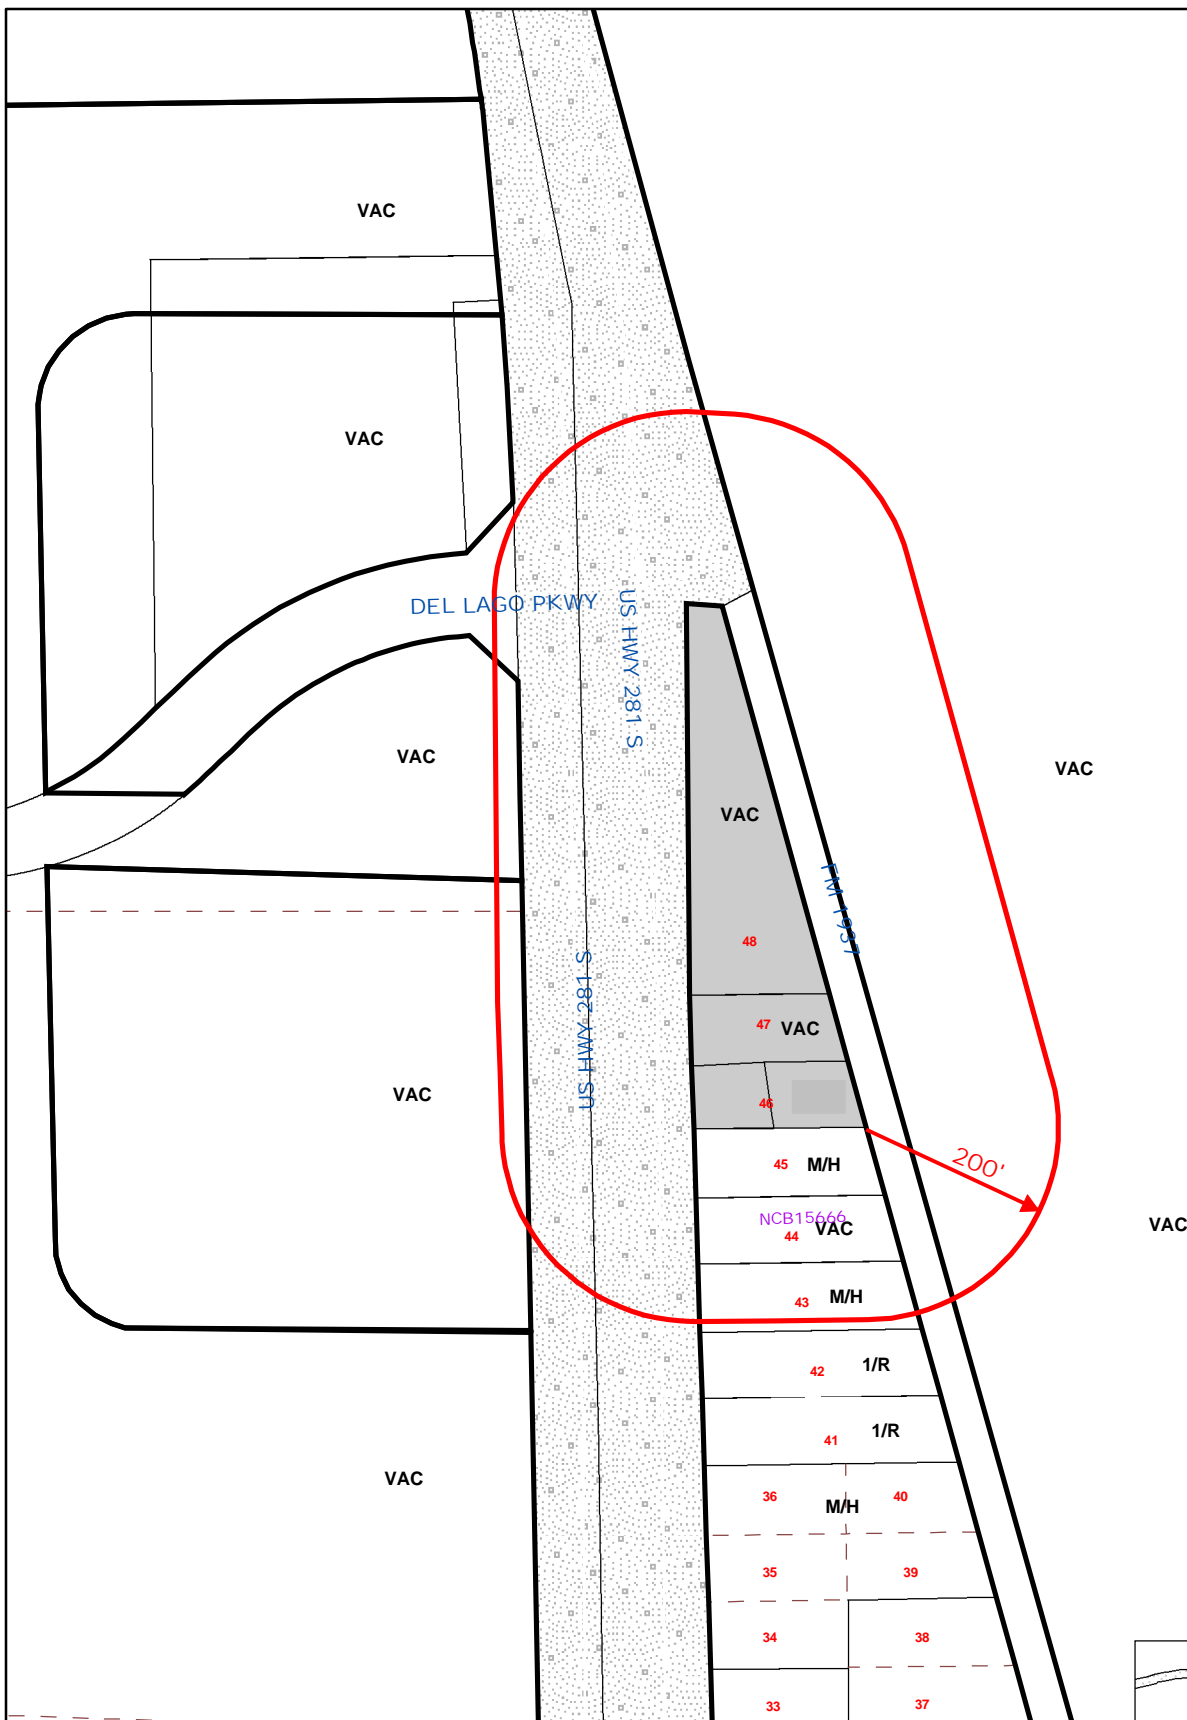 VAC
VAC
DEL LAGO PKWY
US HWY 281 S
VAC
VAC
VAC
FM 1937
48
47 VAC
US HWY 281 S
VAC
46
45 M/H
200'
NCB15666
44 VAC
VAC
43 M/H
42 1/R
41 1/R
VAC
36 M/H 40
35 39
34 38
33 37